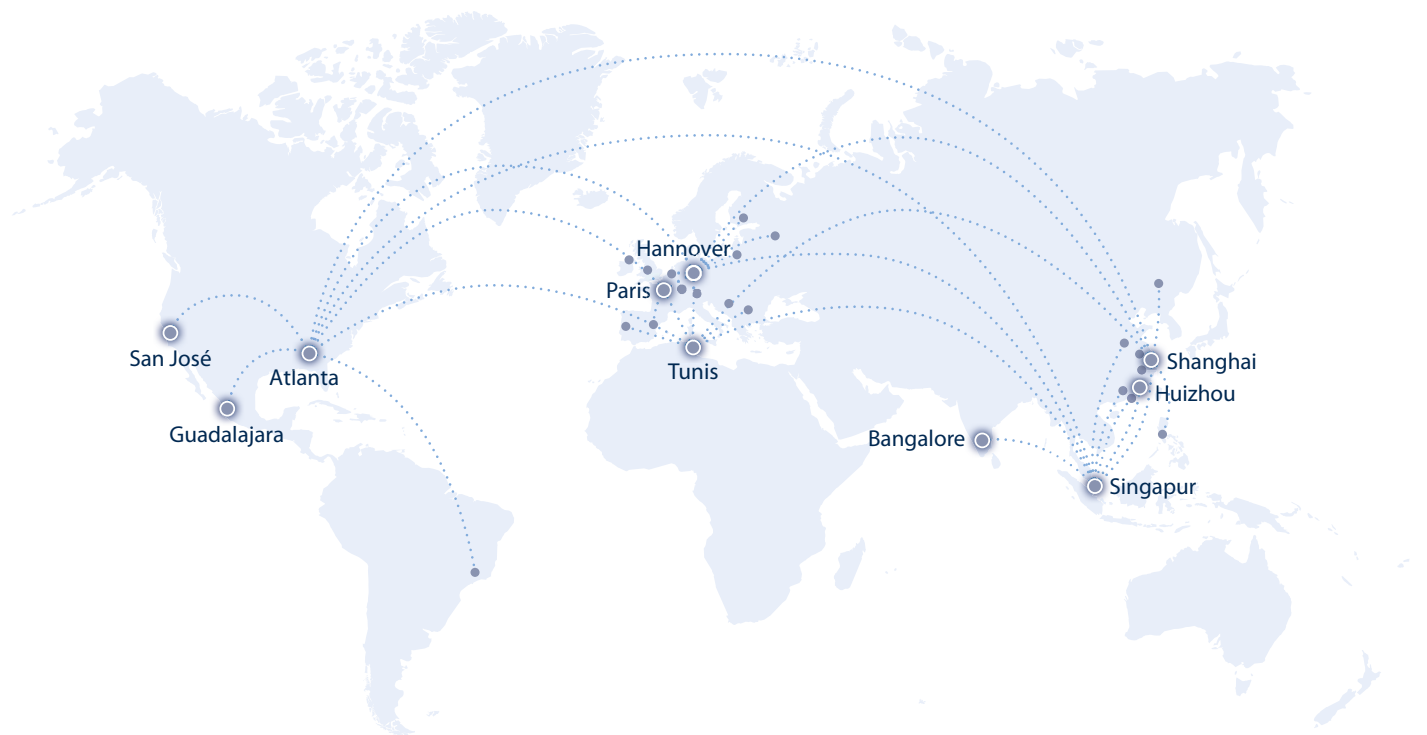 Hannover
Paris
San José
Atlanta
Tunis
Shanghai
Huizhou
Guadalajara
Bangalore
Singapur